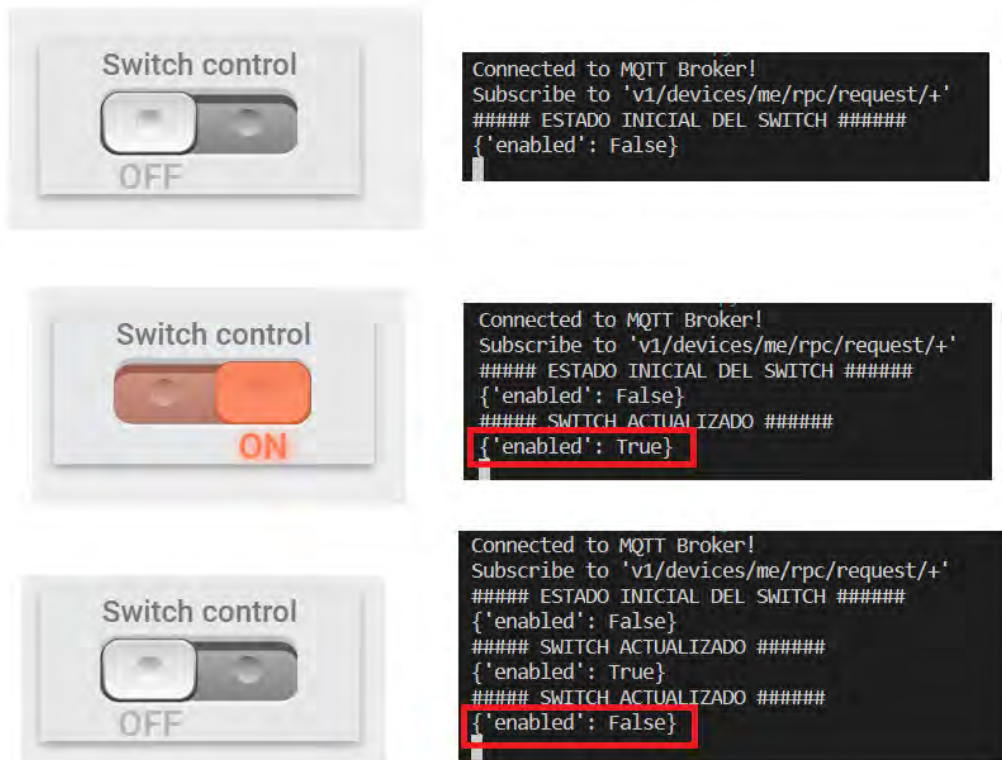 Switch control
OFF
Connected to MQTT Broker!
Subscribe to 'v1/devices/me/rpc/request/+'
##### ESTADO INICIAL DEL SWITCH ######
{'enabled': False}
Switch control
ON
Connected to MQTT Broker!
Subscribe to 'v1/devices/me/rpc/request/+'
##### ESTADO INICIAL DEL SWITCH ######
{'enabled': False}
##### SWITCH ACTUALIZADO ######
{'enabled': True}
Switch control
OFF
Connected to MQTT Broker!
Subscribe to 'v1/devices/me/rpc/request/+'
##### ESTADO INICIAL DEL SWITCH ######
{'enabled': False}
##### SWITCH ACTUALIZADO ######
{'enabled': True}
##### SWITCH ACTUALIZADO ######
{'enabled': False}